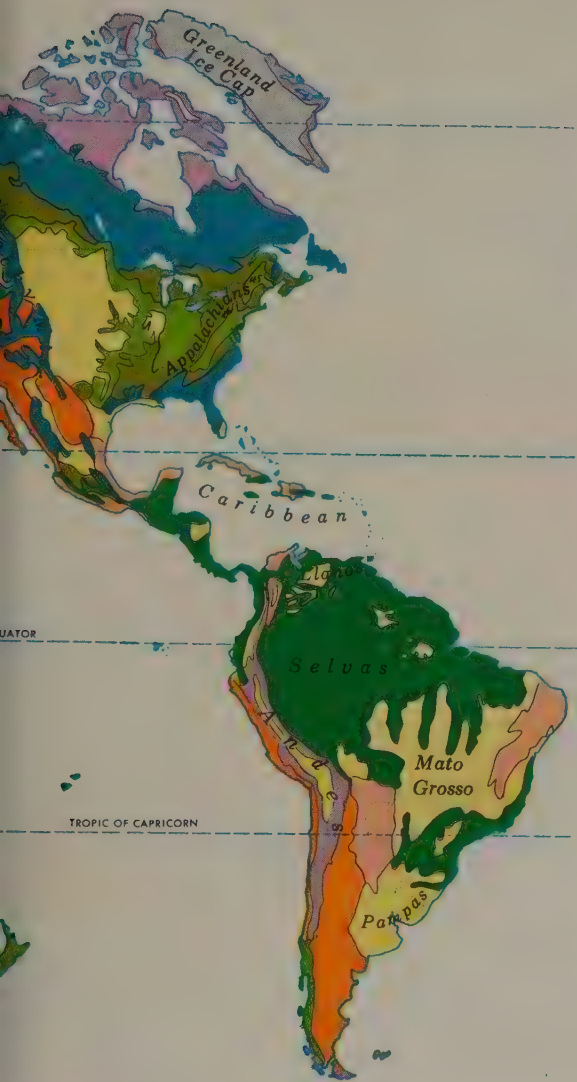 Greenland
Ice Cap
Appalachians
Caribbean
Llanos
UATOR
Selvas
Andes
Mato
Grosso
TROPIC OF CAPRICORN
Pampas